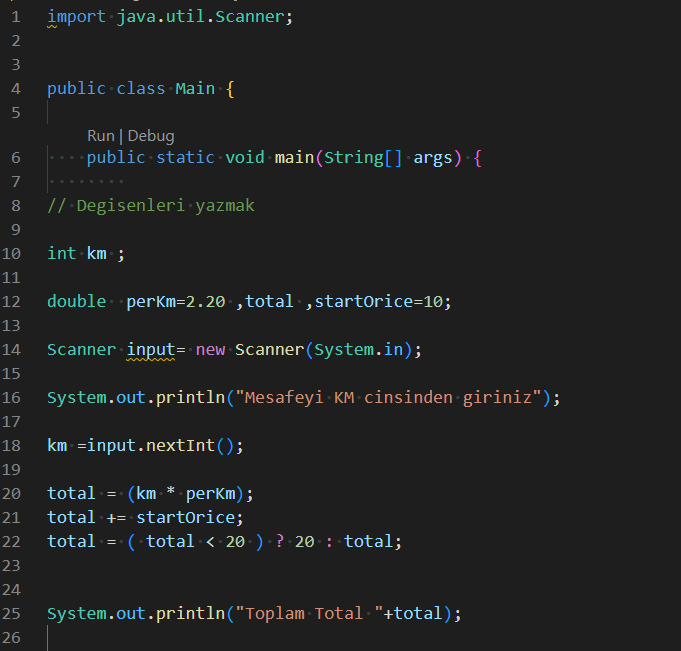 1 import java.util.Scanner;
2
3
4 public class Main {
5
Run | Debug
6 public static void main(String[] args) {
7
8 // Degisenleri yazmak
9
10 int km ;
11
12 double perKm=2.20 ,total ,startOrice=10;
13
14 Scanner input= new Scanner(System.in);
15
16 System.out.println("Mesafeyi KM cinsinden giriniz");
17
18 km =input.nextInt();
19
20 total = (km * perKm);
21 total += startOrice;
22 total = ( total < 20 ) ? 20 : total;
23
24
25 System.out.println("Toplam Total "+total);
26